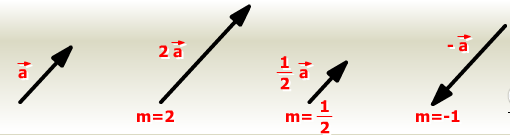 a⃗
2 a⃗
m=2
1/2 a⃗
m= 1/2
- a⃗
m=-1